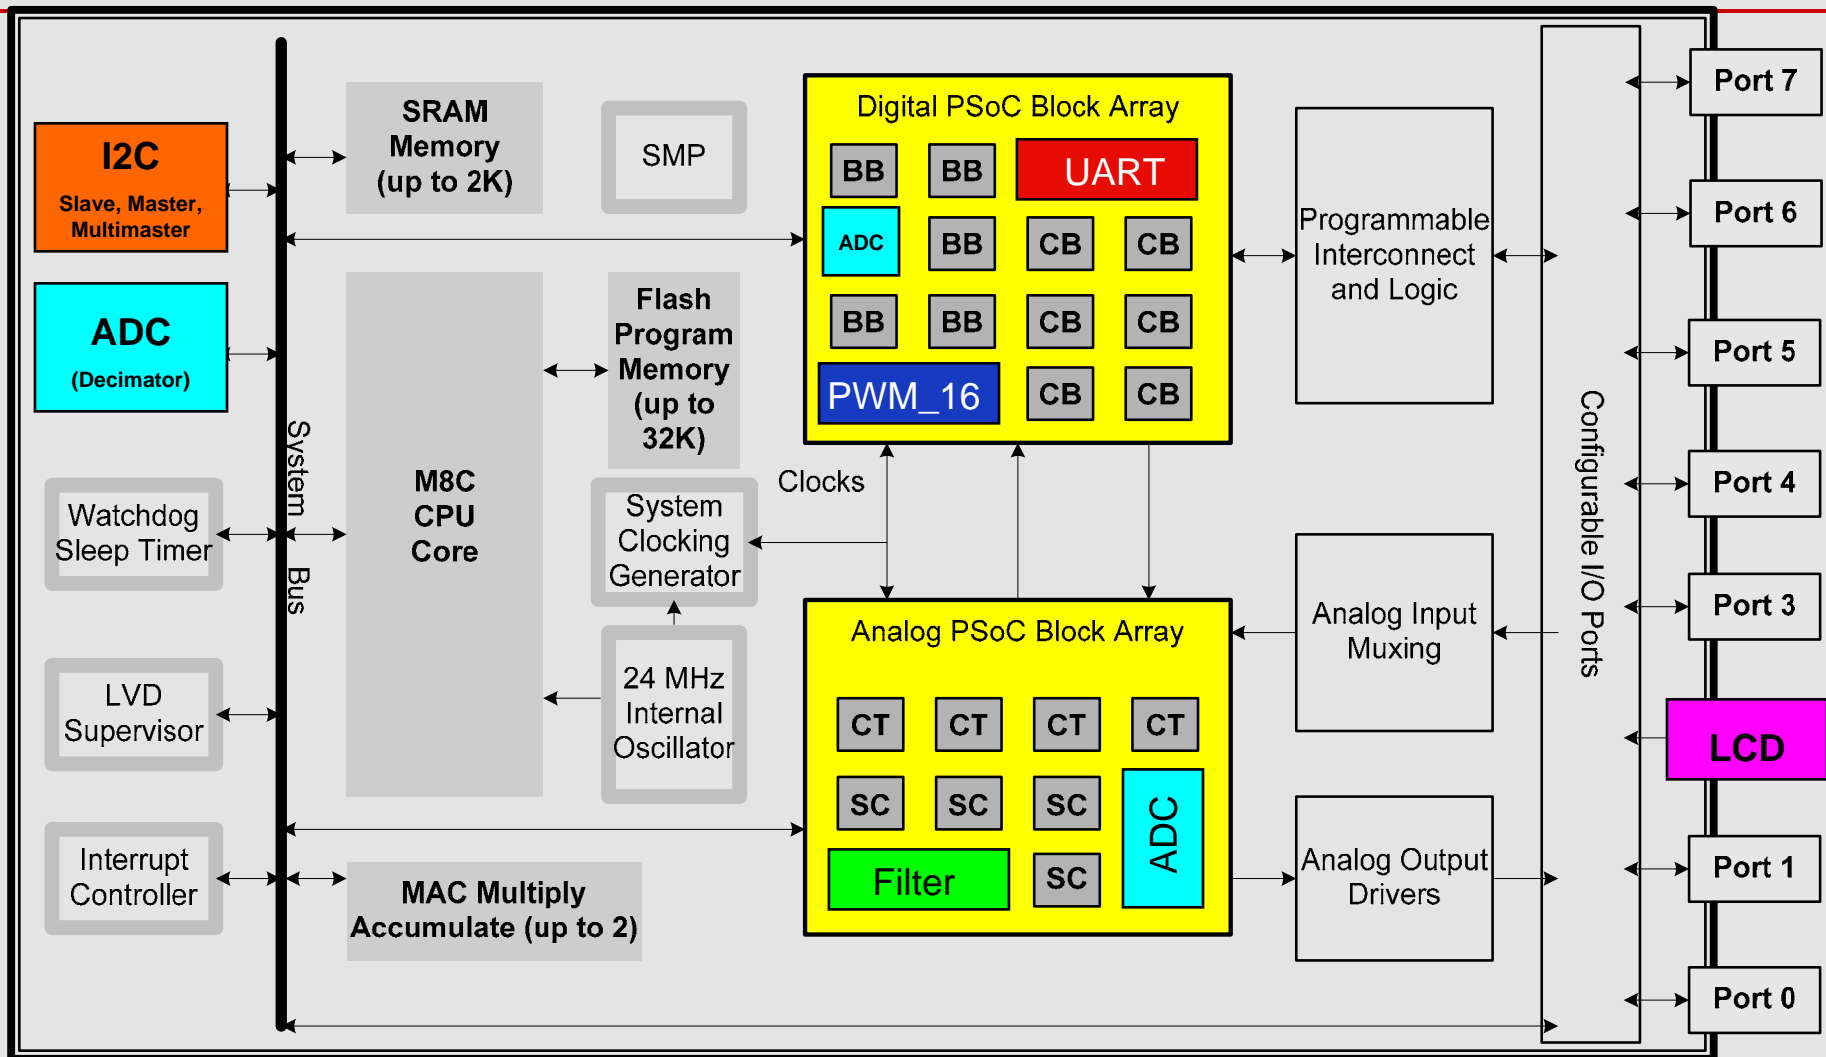 I2C
Slave, Master,
Multimaster
ADC
(Decimator)
Watchdog
Sleep Timer
LVD
Supervisor
Interrupt
Controller
System Bus
SRAM
Memory
(up to 2K)
SMP
M8C
CPU
Core
Flash
Program
Memory
(up to
32K)
System
Clocking
Generator
24 MHz
Internal
Oscillator
MAC Multiply
Accumulate (up to 2)
Clocks
Digital PSoC Block Array
BB BB UART
ADC BB CB CB
BB BB CB CB
PWM_16 CB CB
Analog PSoC Block Array
CT CT CT CT
SC SC SC ADC
Filter SC
Programmable
Interconnect
and Logic
Analog Input
Muxing
Analog Output
Drivers
Configurable I/O Ports
Port 7
Port 6
Port 5
Port 4
Port 3
LCD
Port 1
Port 0